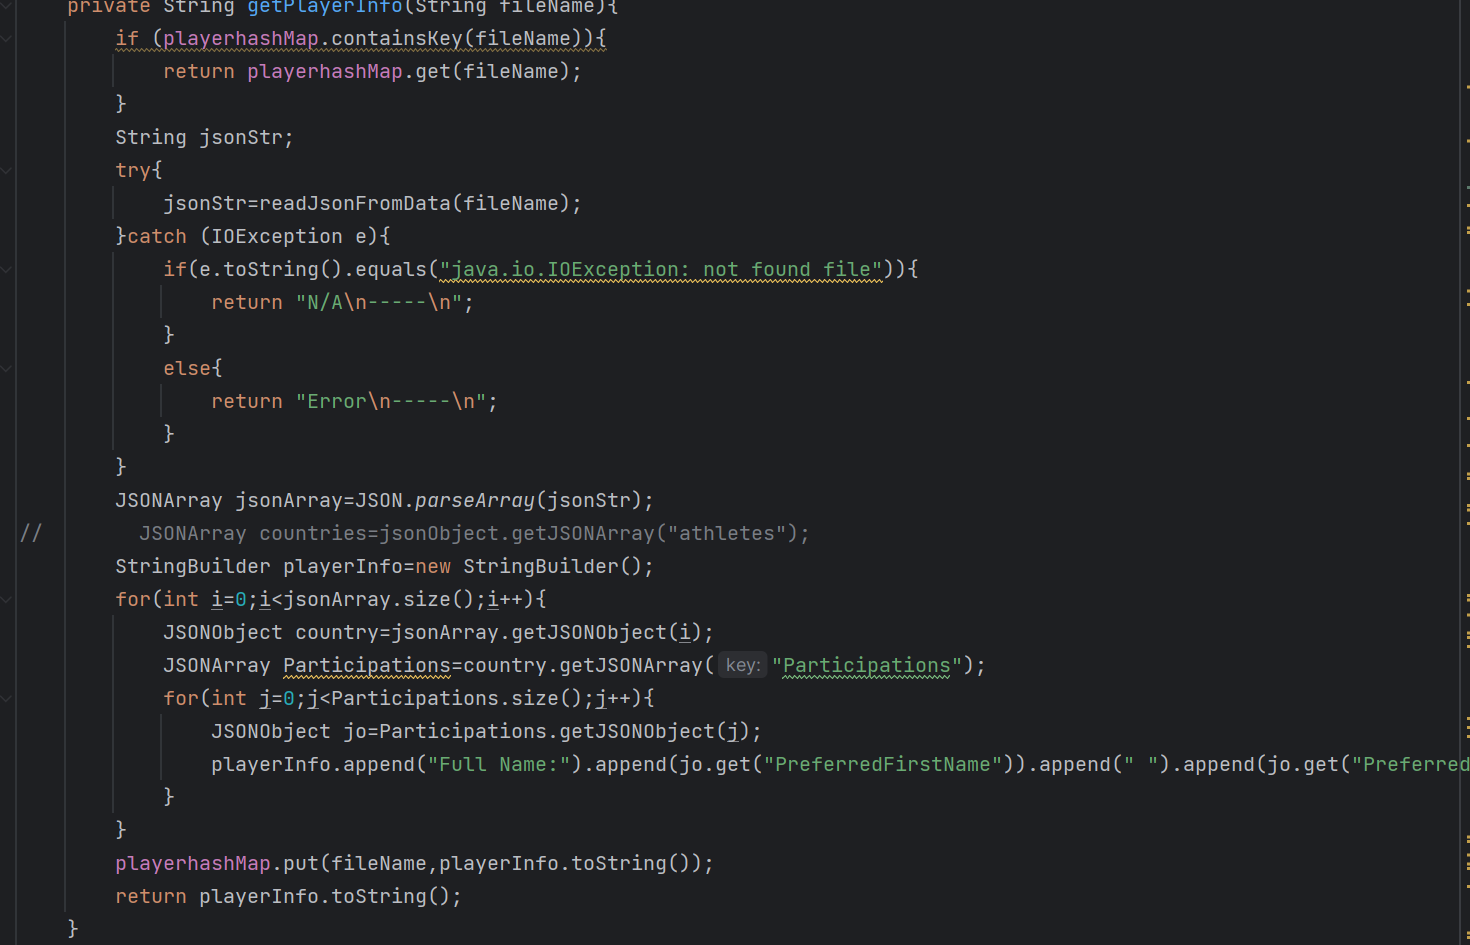 private String getPlayerInfo(String fileName){
if (playerhashMap.containsKey(fileName)){
return playerhashMap.get(fileName);
}
String jsonStr;
try{
jsonStr=readJsonFromData(fileName);
}catch (IOException e){
if(e.toString().equals("java.io.IOException: not found file")){
return "N/A\n-----\n";
}
else{
return "Error\n-----\n";
}
}
JSONArray jsonArray=JSON.parseArray(jsonStr);
// JSONArray countries=jsonObject.getJSONArray("athletes");
StringBuilder playerInfo=new StringBuilder();
for(int i=0;i<jsonArray.size();i++){
JSONObject country=jsonArray.getJSONObject(i);
JSONArray Participations=country.getJSONArray( key: "Participations");
for(int j=0;j<Participations.size();j++){
JSONObject jo=Participations.getJSONObject(j);
playerInfo.append("Full Name:").append(jo.get("PreferredFirstName")).append(" ").append(jo.get("Preferred
}
}
playerhashMap.put(fileName,playerInfo.toString());
return playerInfo.toString();
}